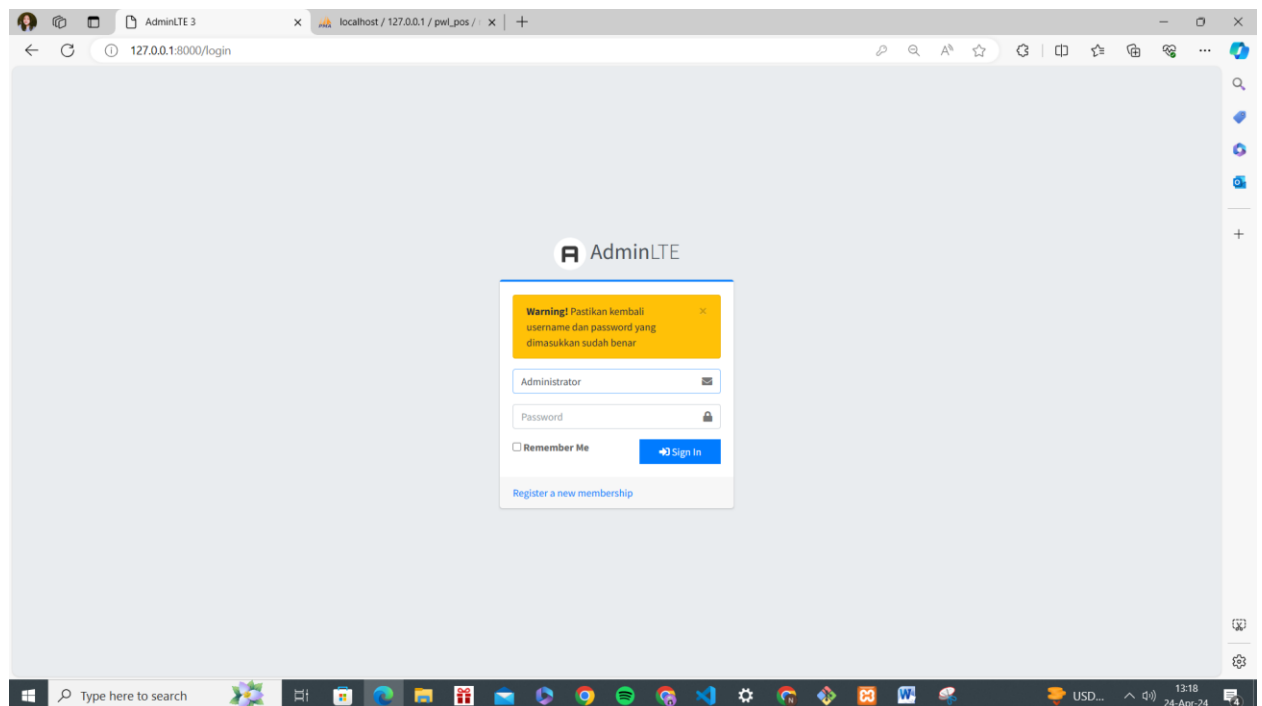 AdminLTE 3
localhost / 127.0.0.1 / pwl_pos /
127.0.0.1:8000/login
AdminLTE
Warning! Pastikan kembali
username dan password yang
dimasukkan sudah benar
Administrator
Password
Remember Me
Sign In
Register a new membership
Type here to search
USD...
13:18
24-Apr-24
4